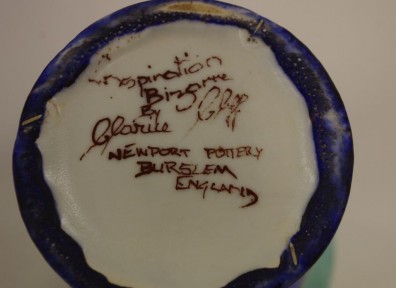 Inspiration
Bizarre
By
Clarice Cliff
NEWPORT POTTERY
BURSLEM
ENGLAND